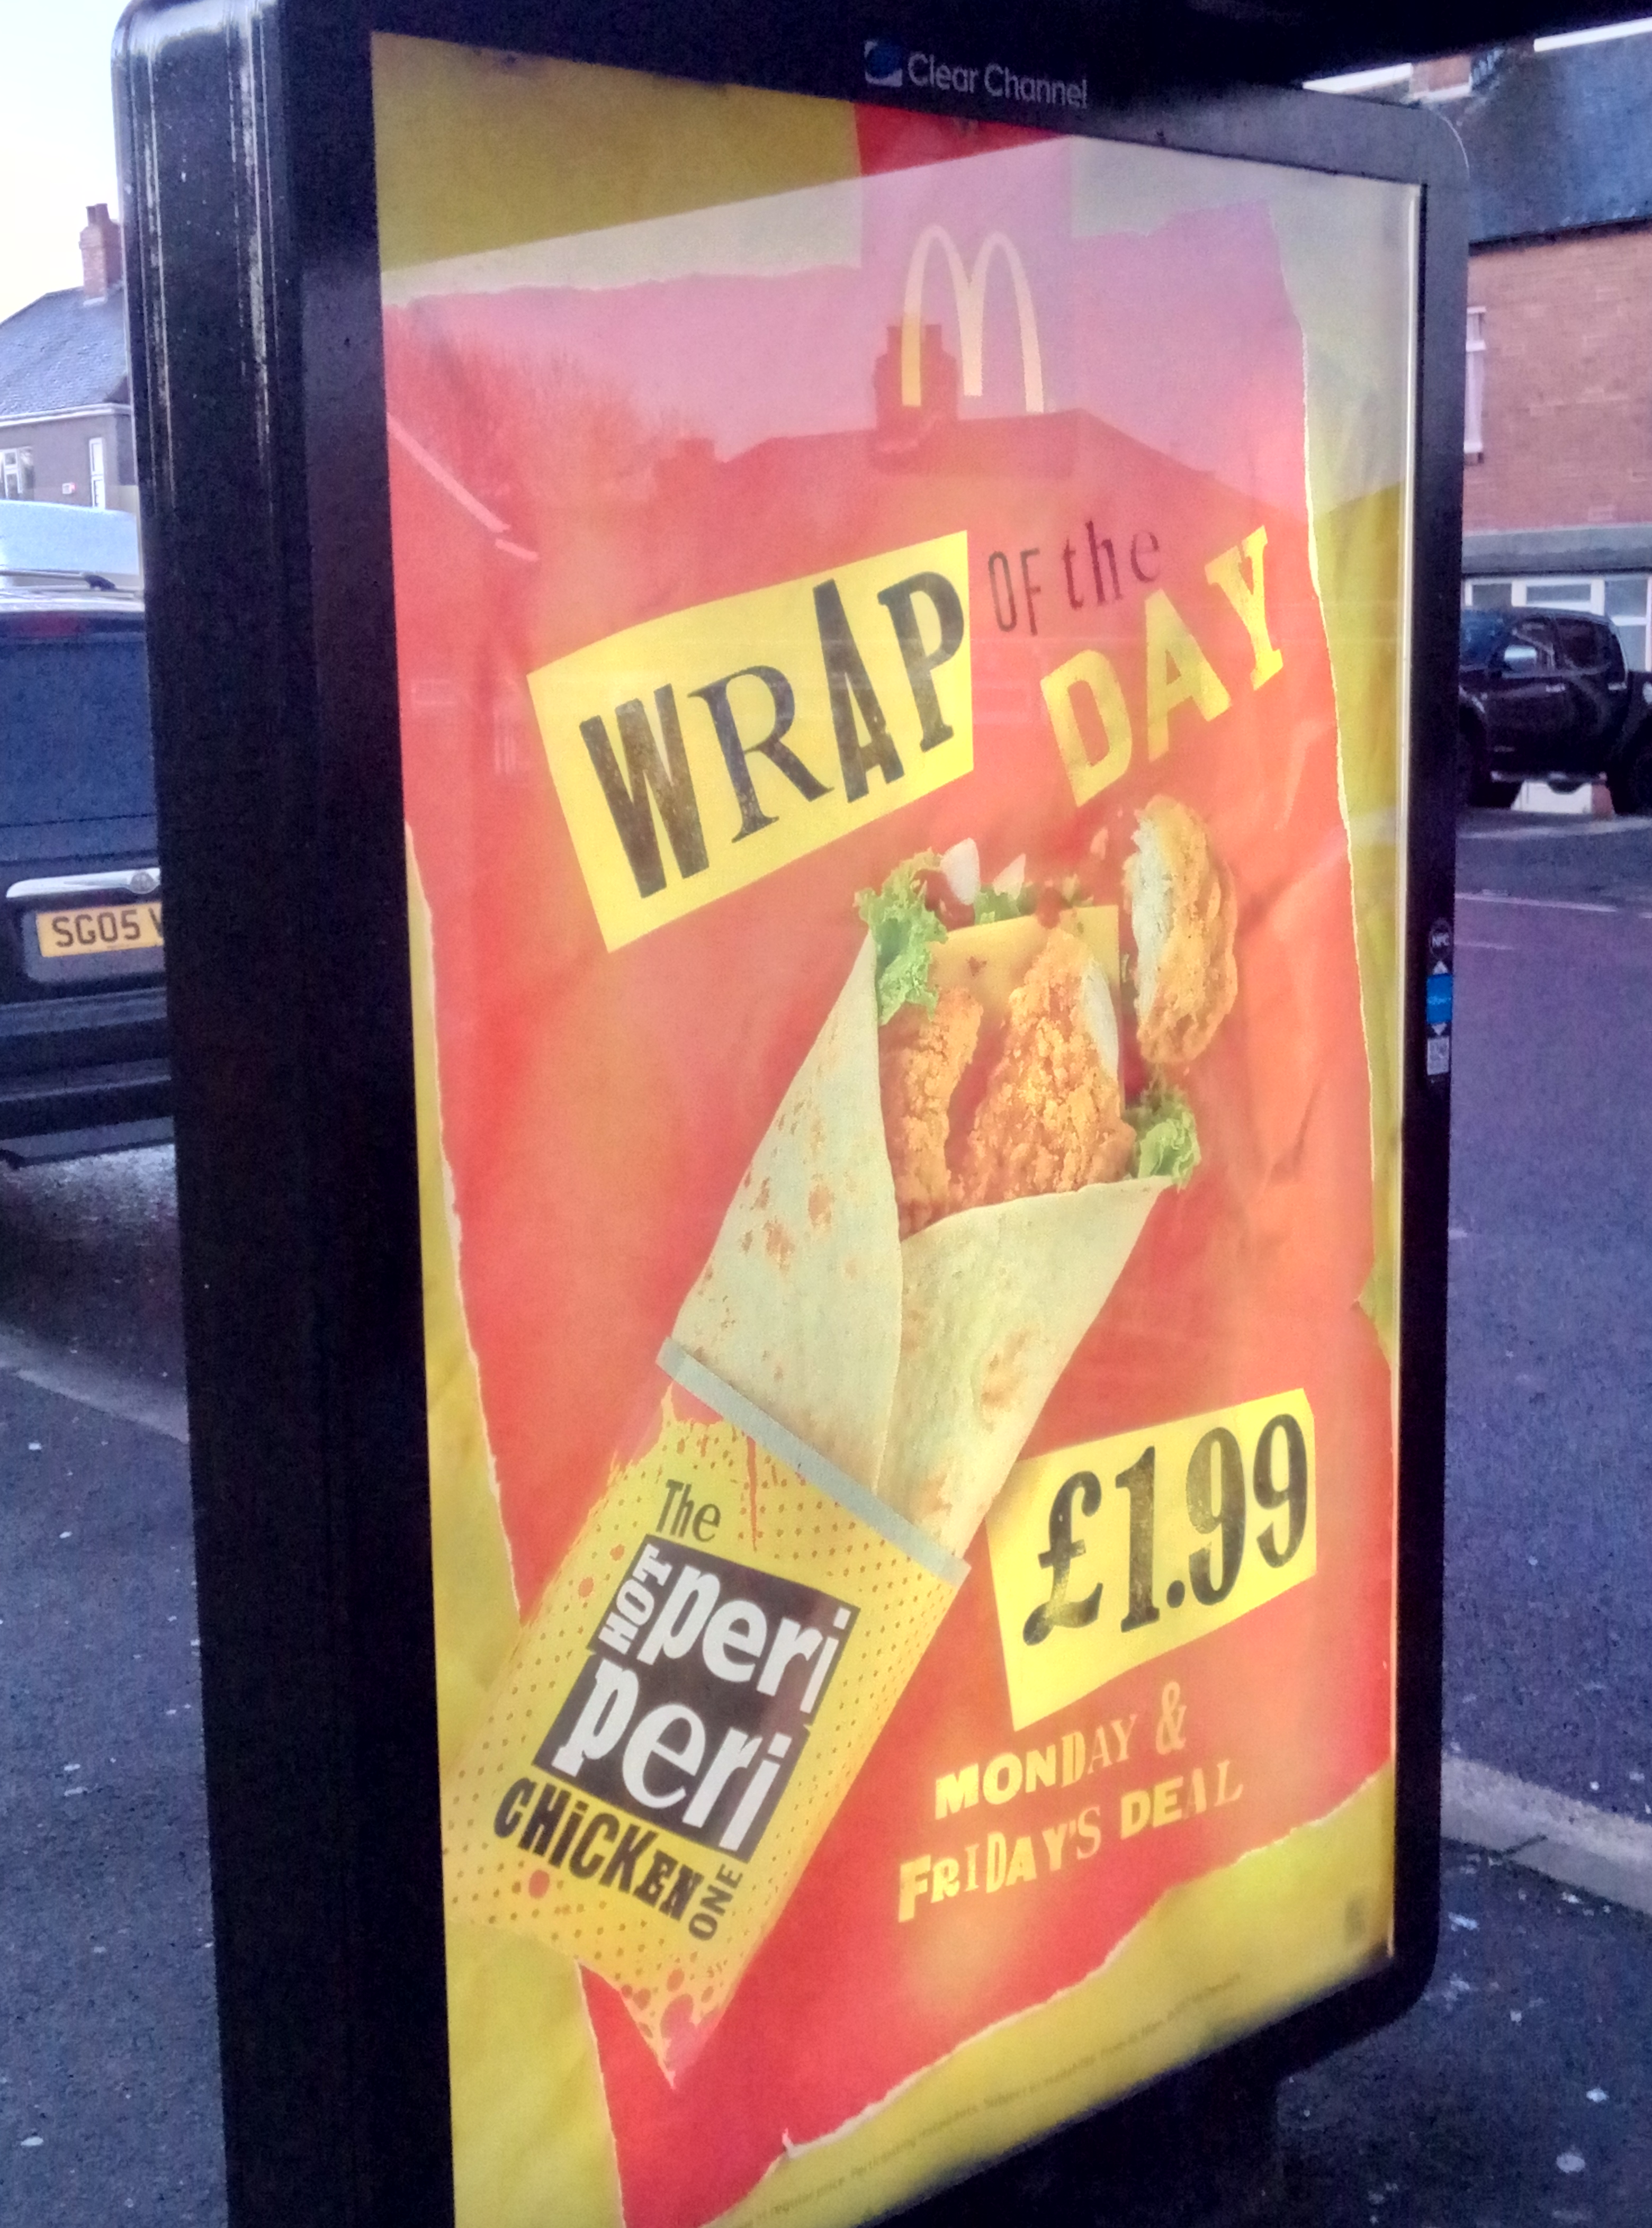 Clear Channel
WRAP OF the
DAY
SG05
£1.99
The
HOT peri
peri
CHiCKEN ONE
MONDAY &
FRIDAY'S DEAL